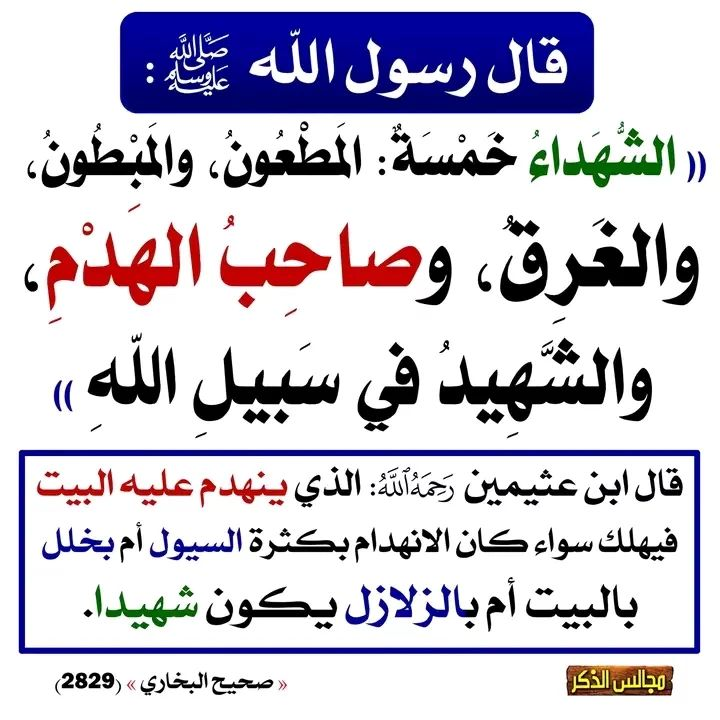 قال رسول الله ﷺ :
(( الشُّهَداءُ خَمْسَةٌ: المَطْعُونُ، والمَبْطُونُ،
والغَرِقُ، وصاحِبُ الهَدْمِ،
والشَّهِيدُ في سَبيلِ اللَّهِ ))
قال ابن عثيمين رَحِمَهُ اللَّهُ: الذي ينهدم عليه البيت
فيهلك سواء كان الانهدام بكثرة السيول أم بخلل
بالبيت أم بالزلازل يكون شهيدا.
« صحيح البخاري » (2829)
مجالس الذكر